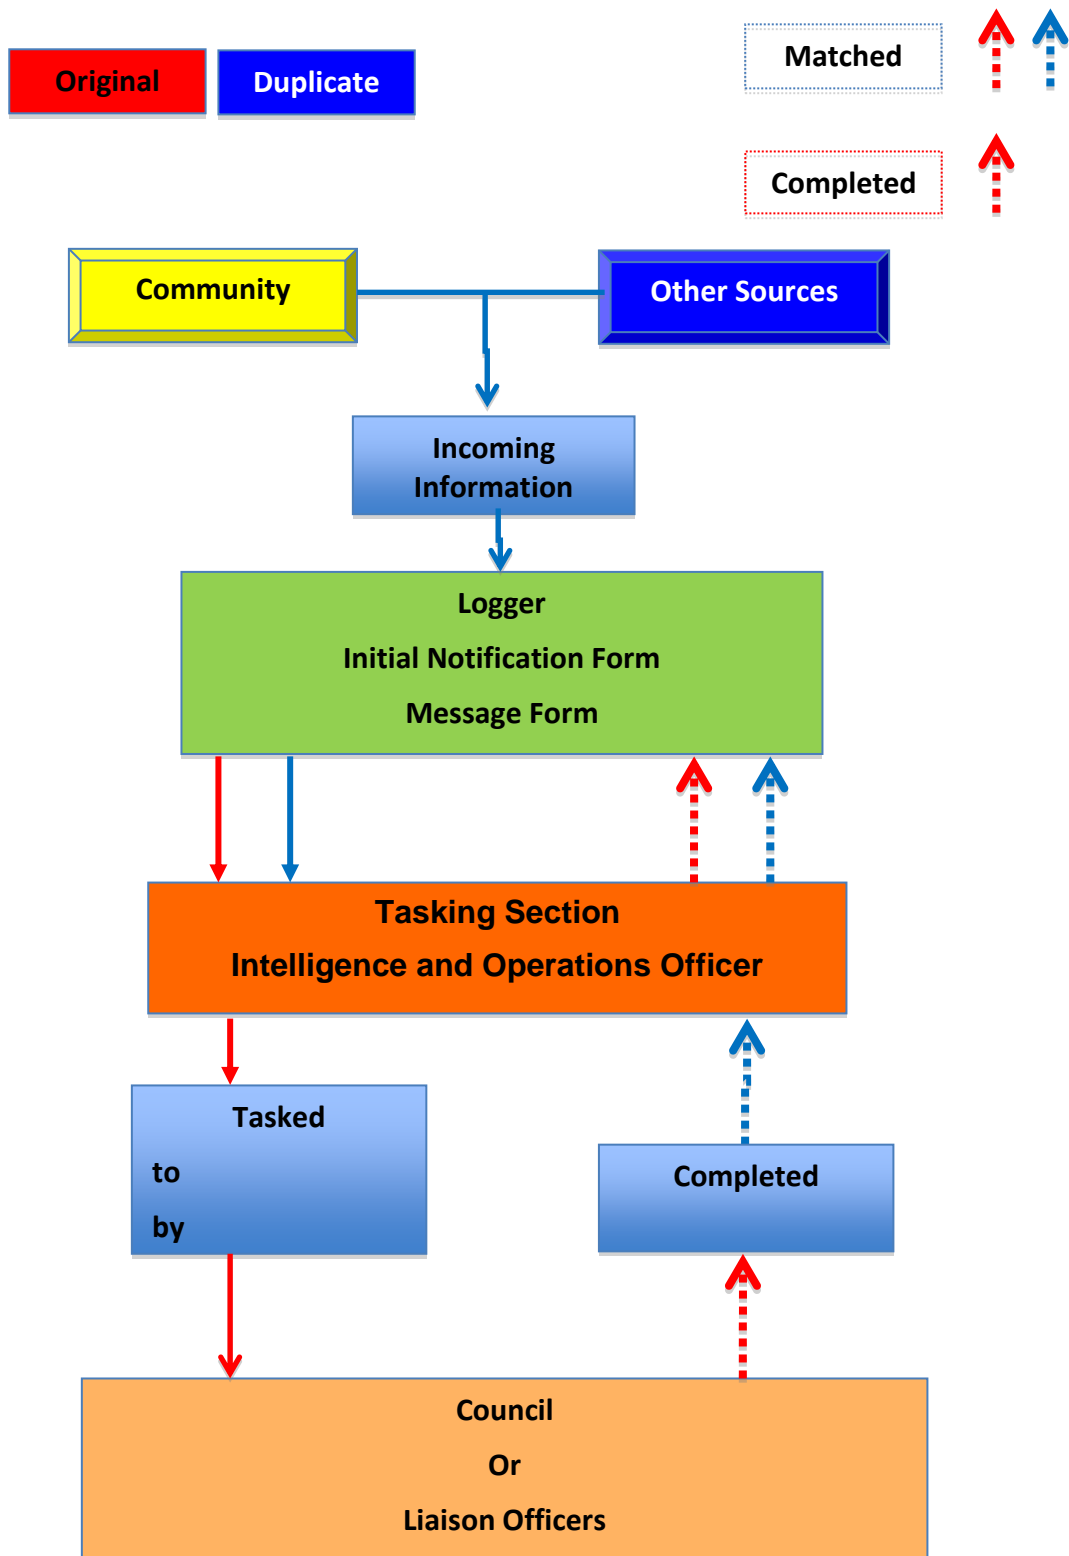 Original
Duplicate
Matched
Completed
Community
Other Sources
Incoming
Information
Logger
Initial Notification Form
Message Form
Tasking Section
Intelligence and Operations Officer
Tasked
to
by
Completed
Council
Or
Liaison Officers